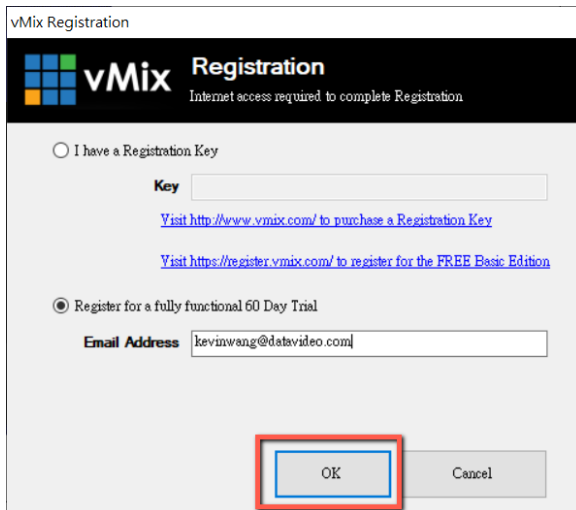 vMix Registration
vMix
Registration
Internet access required to complete Registration
I have a Registration Key
Key
Visit http://www.vmix.com/ to purchase a Registration Key
Visit https://register.vmix.com/ to register for the FREE Basic Edition
Register for a fully functional 60 Day Trial
Email Address kevinwang@datavideo.com
OK Cancel